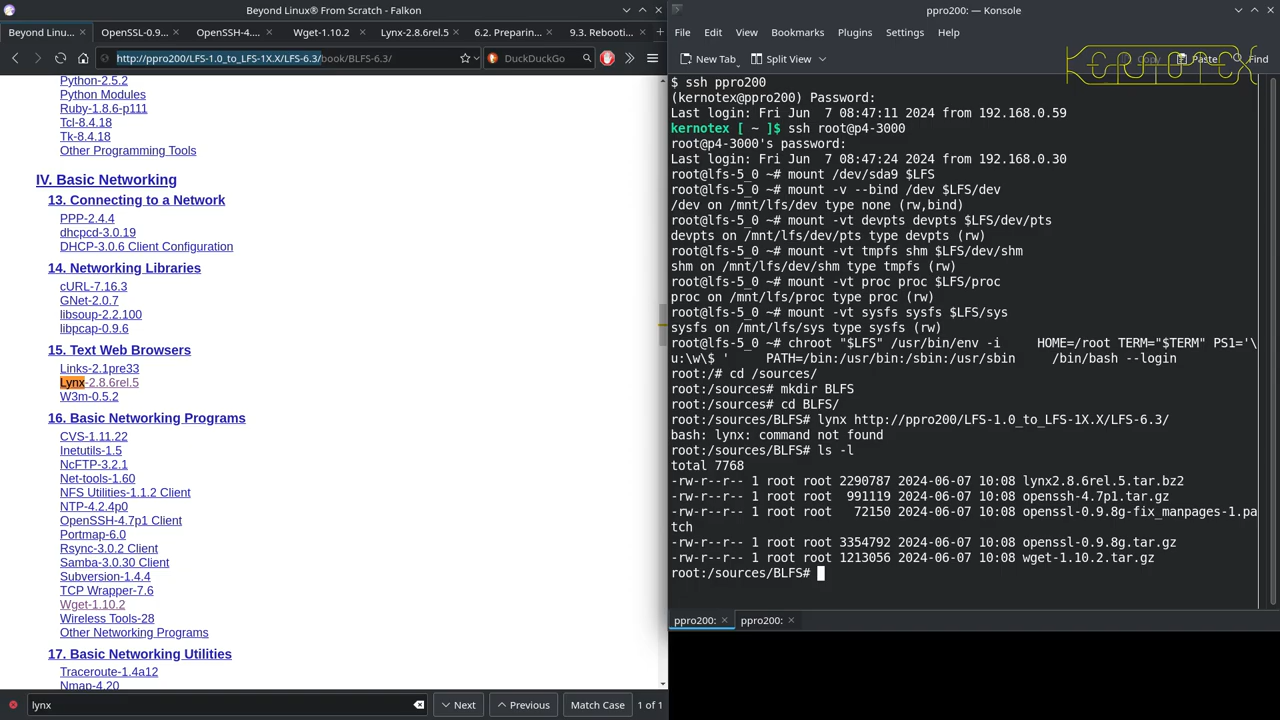 Beyond Linux® From Scratch - Falkon
Beyond Linu...
OpenSSL-0.9...
OpenSSH-4....
Wget-1.10.2
Lynx-2.8.6rel.5
6.2. Preparin...
9.3. Rebooti...
http://ppro200/LFS-1.0_to_LFS-1X.X/LFS-6.3/book/BLFS-6.3/
DuckDuckGo
Python-2.5.2
Python Modules
Ruby-1.8.6-p111
Tcl-8.4.18
Tk-8.4.18
Other Programming Tools
IV. Basic Networking
13. Connecting to a Network
PPP-2.4.4
dhcpcd-3.0.19
DHCP-3.0.6 Client Configuration
14. Networking Libraries
cURL-7.16.3
GNet-2.0.7
libsoup-2.2.100
libpcap-0.9.6
15. Text Web Browsers
Links-2.1pre33
Lynx-2.8.6rel.5
W3m-0.5.2
16. Basic Networking Programs
CVS-1.11.22
Inetutils-1.5
NcFTP-3.2.1
Net-tools-1.60
NFS Utilities-1.1.2 Client
NTP-4.2.4p0
OpenSSH-4.7p1 Client
Portmap-6.0
Rsync-3.0.2 Client
Samba-3.0.30 Client
Subversion-1.4.4
TCP Wrapper-7.6
Wget-1.10.2
Wireless Tools-28
Other Networking Programs
17. Basic Networking Utilities
Traceroute-1.4a12
Nmap-4.20
lynx
Next
Previous
Match Case
1 of 1
ppro200: — Konsole
File Edit View Bookmarks Plugins Settings Help
New Tab
Split View
Copy
Paste
Find
KERNOTEX
$ ssh ppro200
(kernotex@ppro200) Password:
Last login: Fri Jun  7 08:47:11 2024 from 192.168.0.59
kernotex [ ~ ]$ ssh root@p4-3000
root@p4-3000's password:
Last login: Fri Jun  7 08:47:24 2024 from 192.168.0.30
root@lfs-5_0 ~# mount /dev/sda9 $LFS
root@lfs-5_0 ~# mount -v --bind /dev $LFS/dev
/dev on /mnt/lfs/dev type none (rw,bind)
root@lfs-5_0 ~# mount -vt devpts devpts $LFS/dev/pts
devpts on /mnt/lfs/dev/pts type devpts (rw)
root@lfs-5_0 ~# mount -vt tmpfs shm $LFS/dev/shm
shm on /mnt/lfs/dev/shm type tmpfs (rw)
root@lfs-5_0 ~# mount -vt proc proc $LFS/proc
proc on /mnt/lfs/proc type proc (rw)
root@lfs-5_0 ~# mount -vt sysfs sysfs $LFS/sys
sysfs on /mnt/lfs/sys type sysfs (rw)
root@lfs-5_0 ~# chroot "$LFS" /usr/bin/env -i     HOME=/root TERM="$TERM" PS1='\
u:\w\$ '     PATH=/bin:/usr/bin:/sbin:/usr/sbin     /bin/bash --login
root:/# cd /sources/
root:/sources# mkdir BLFS
root:/sources# cd BLFS/
root:/sources/BLFS# lynx http://ppro200/LFS-1.0_to_LFS-1X.X/LFS-6.3/
bash: lynx: command not found
root:/sources/BLFS# ls -l
total 7768
-rw-r--r-- 1 root root 2290787 2024-06-07 10:08 lynx2.8.6rel.5.tar.bz2
-rw-r--r-- 1 root root  991119 2024-06-07 10:08 openssh-4.7p1.tar.gz
-rw-r--r-- 1 root root   72150 2024-06-07 10:08 openssl-0.9.8g-fix_manpages-1.pa
tch
-rw-r--r-- 1 root root 3354792 2024-06-07 10:08 openssl-0.9.8g.tar.gz
-rw-r--r-- 1 root root 1213056 2024-06-07 10:08 wget-1.10.2.tar.gz
root:/sources/BLFS#
ppro200:
ppro200: